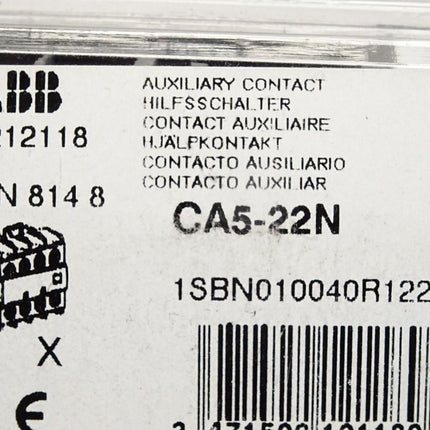 ABB
212118
N 814 8
X
AUXILIARY CONTACT
HILFSSCHALTER
CONTACT AUXILIAIRE
HJÄLPKONTAKT
CONTACTO AUSILIARIO
CONTACTO AUXILIAR
CA5-22N
1SBN010040R122